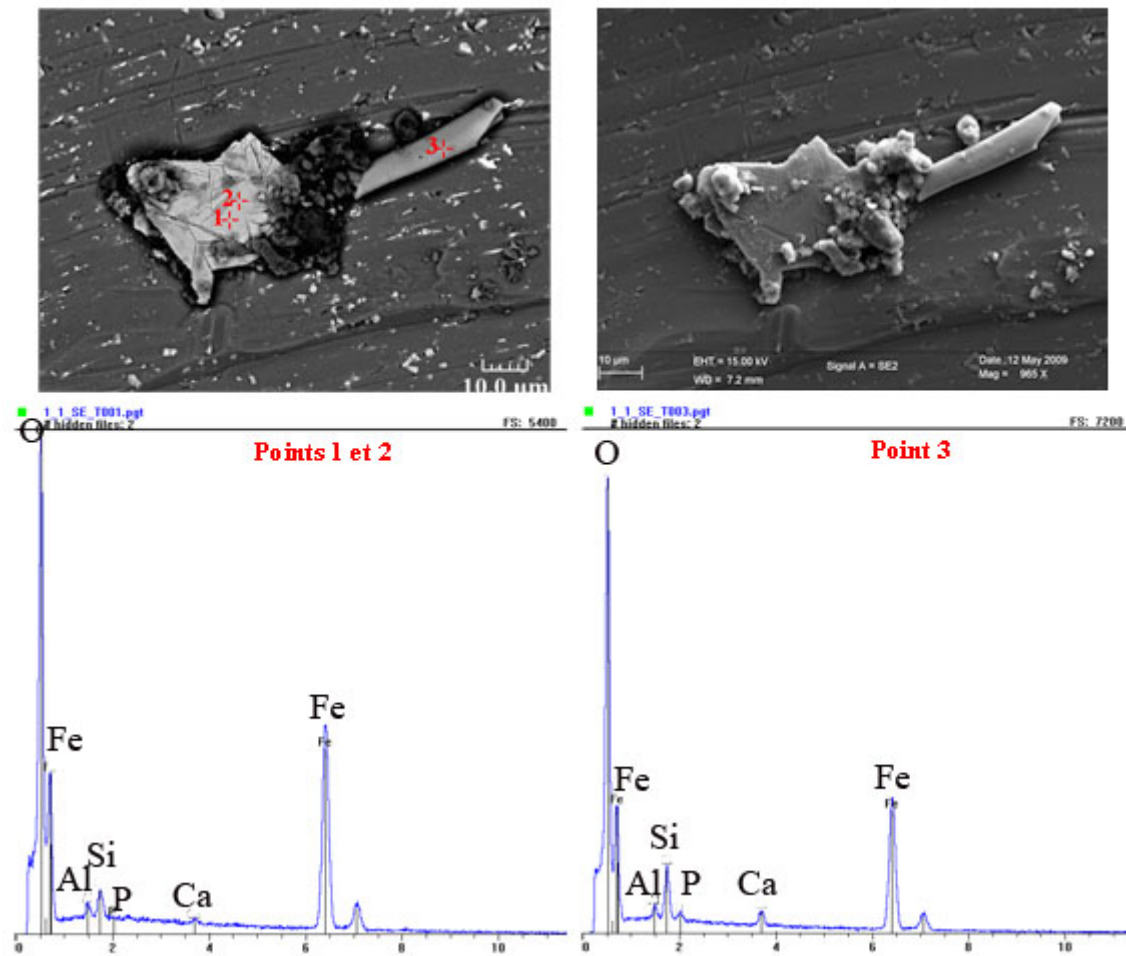 3
2
1
10.0 µm
10 µm
EHT = 15.00 kV
WD = 7.2 mm
Signal A = SE2
Date :12 May 2009
Mag = 965 X
1_1_SE_T001.pgt
# hidden files: 2
FS: 5400
O
Points 1 et 2
Fe
Fe
Fe
Al
Si
P
Ca
0
2
4
6
8
10
1_1_SE_T003.pgt
# hidden files: 2
FS: 7200
O
Point 3
Fe
Fe
Fe
Fe
Al
Si
P
Ca
0
2
4
6
8
10